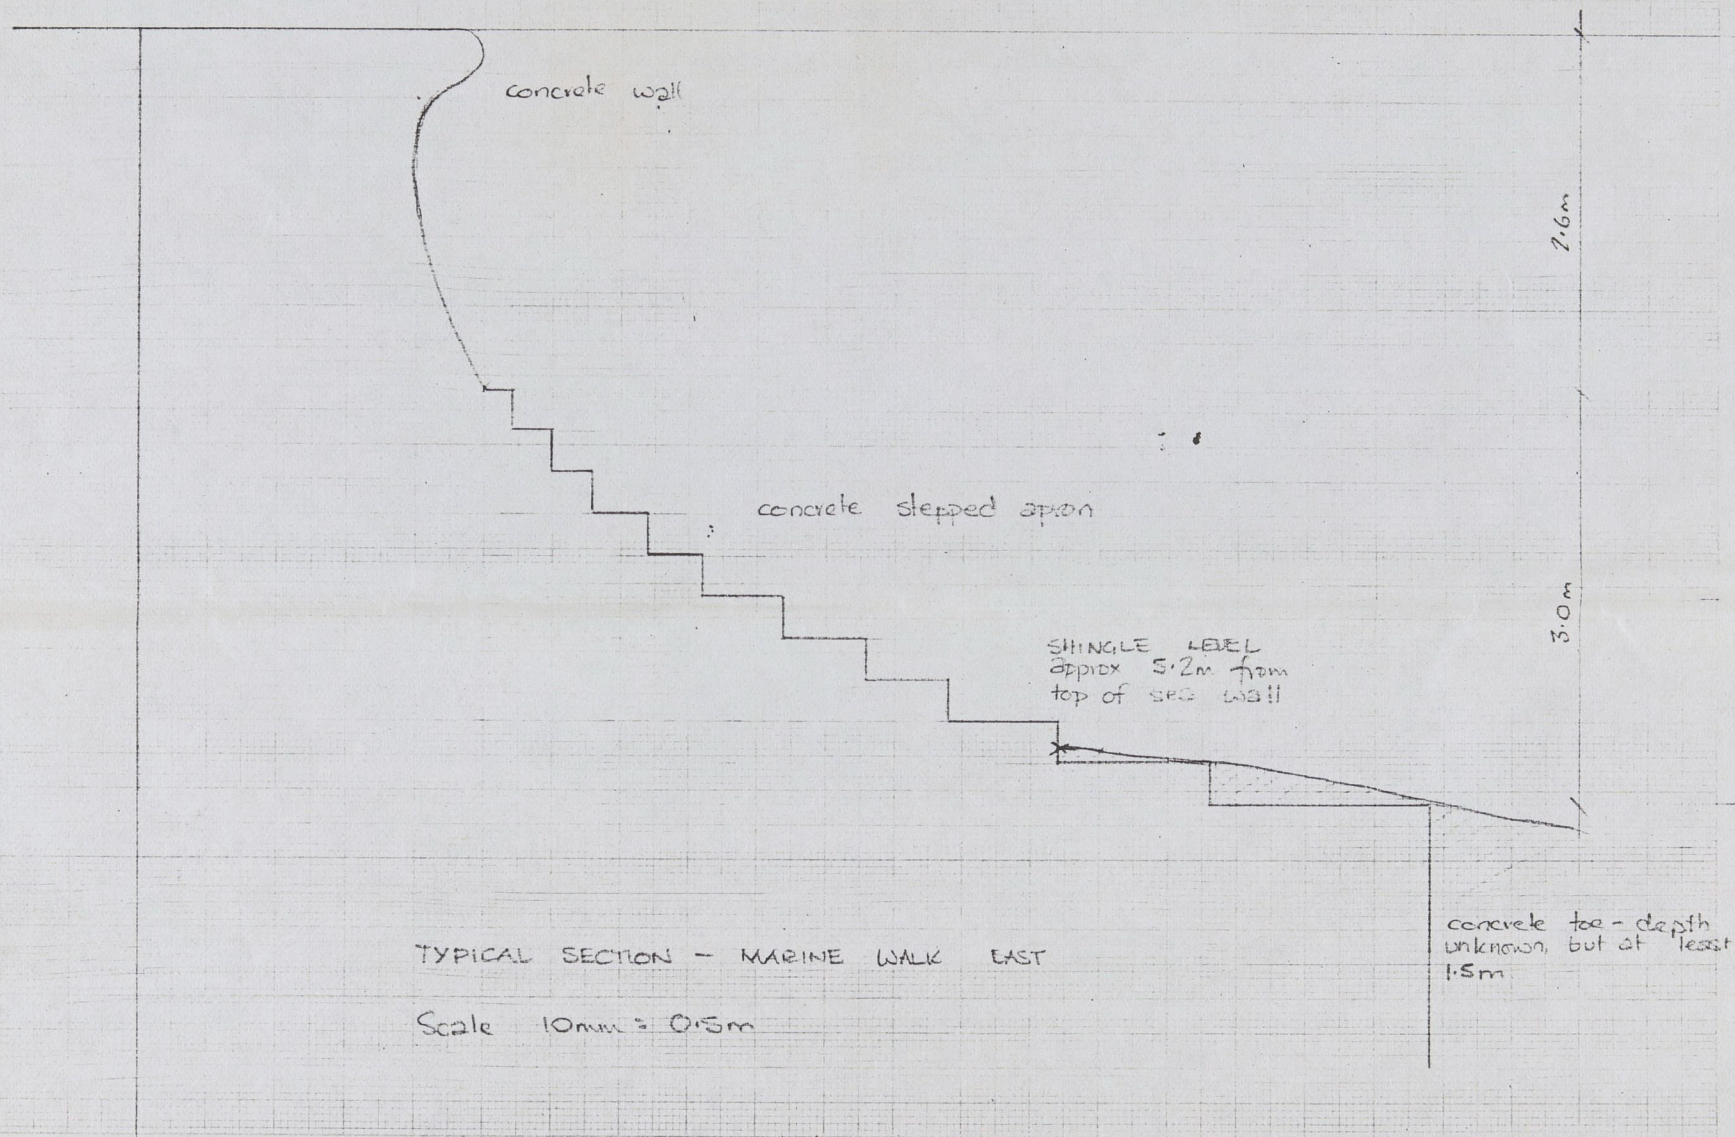 concrete wall
2.6m
concrete stepped apron
3.0m
SHINGLE LEVEL
approx 5.2m from
top of sea wall
concrete toe - depth
unknown, but at least
1.5m
TYPICAL SECTION - MARINE WALK EAST
Scale 10mm = 0.5m